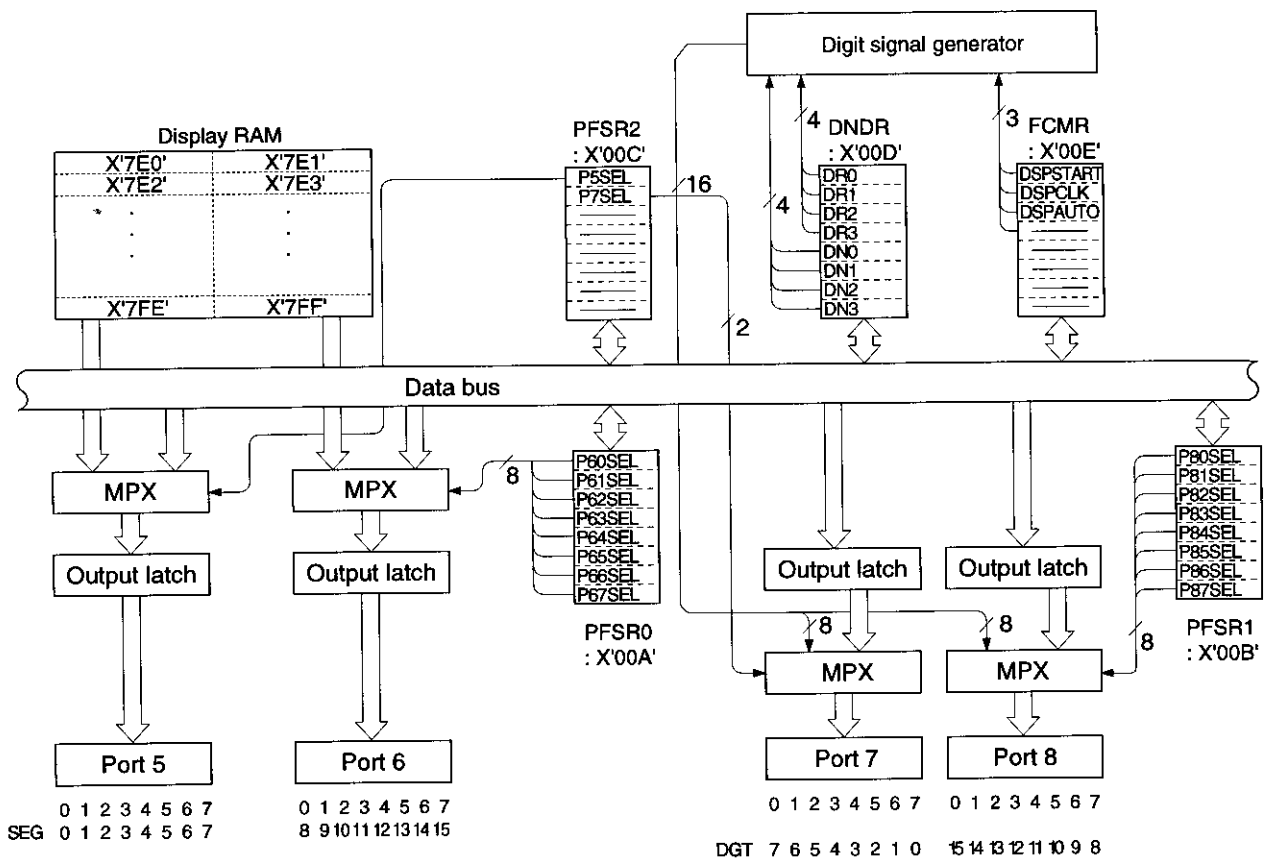 Digit signal generator
Display RAM
X'7E0' X'7E1'
X'7E2' X'7E3'
X'7FE' X'7FF'
PFSR2
: X'00C'
P5SEL
P7SEL
16
2
4
4
DNDR
: X'00D'
DR0
DR1
DR2
DR3
DN0
DN1
DN2
DN3
3
FCMR
: X'00E'
DSPSTART
DSPCLK
DSPAUTO
Data bus
MPX
Output latch
Port 5
0 1 2 3 4 5 6 7
SEG 0 1 2 3 4 5 6 7
MPX
8
Output latch
Port 6
0 1 2 3 4 5 6 7
8 9 10 11 12 13 14 15
P60SEL
P61SEL
P62SEL
P63SEL
P64SEL
P65SEL
P66SEL
P67SEL
PFSR0
: X'00A'
Output latch
8
MPX
Port 7
0 1 2 3 4 5 6 7
DGT 7 6 5 4 3 2 1 0
Output latch
8
MPX
8
Port 8
0 1 2 3 4 5 6 7
15 14 13 12 11 10 9 8
P80SEL
P81SEL
P82SEL
P83SEL
P84SEL
P85SEL
P86SEL
P87SEL
PFSR1
: X'00B'